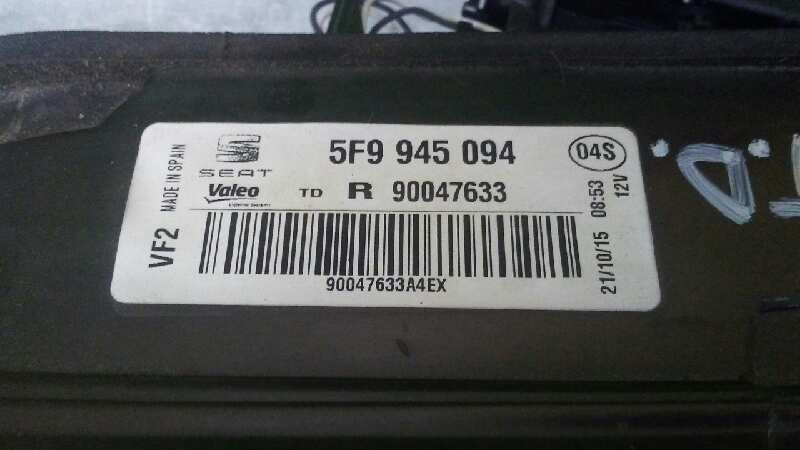 SEAT
5F9 945 094
04S
Valeo
TD R 90047633
90047633A4EX
VF2 MADE IN SPAIN
21/10/15 08:53
12V